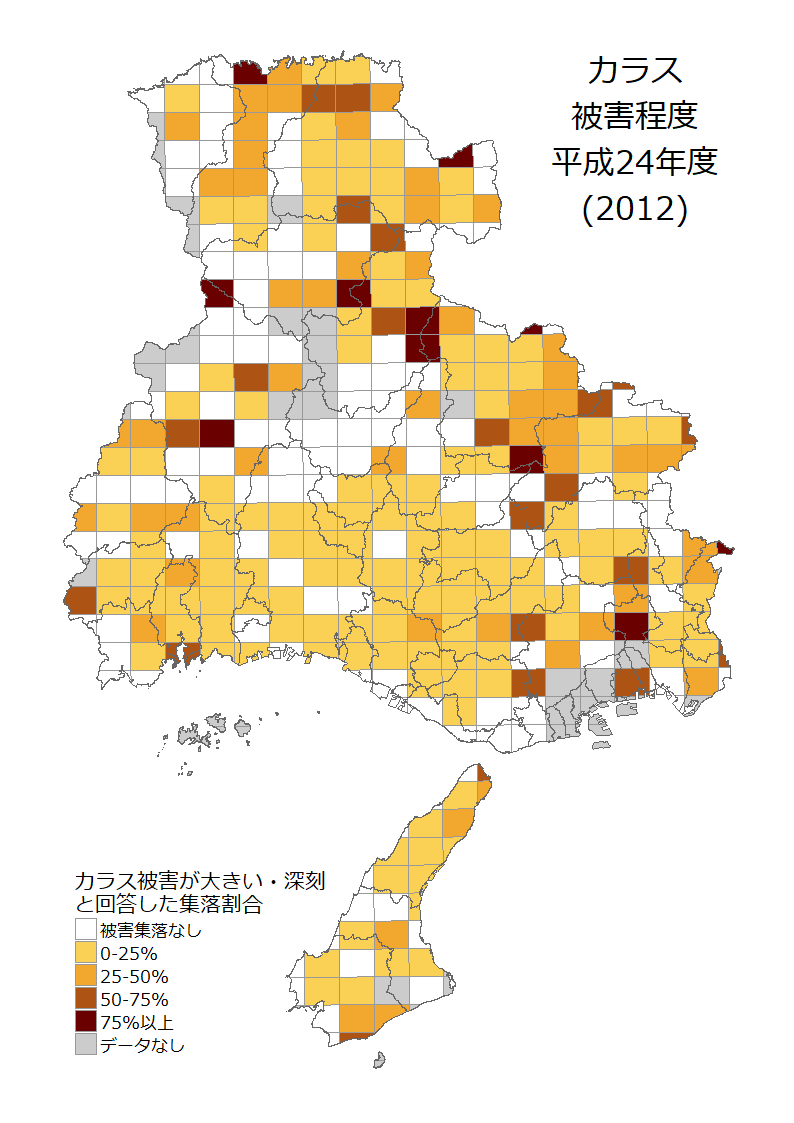 カラス
被害程度
平成24年度
(2012)
カラス被害が大きい・深刻
と回答した集落割合
被害集落なし
0-25%
25-50%
50-75%
75%以上
データなし